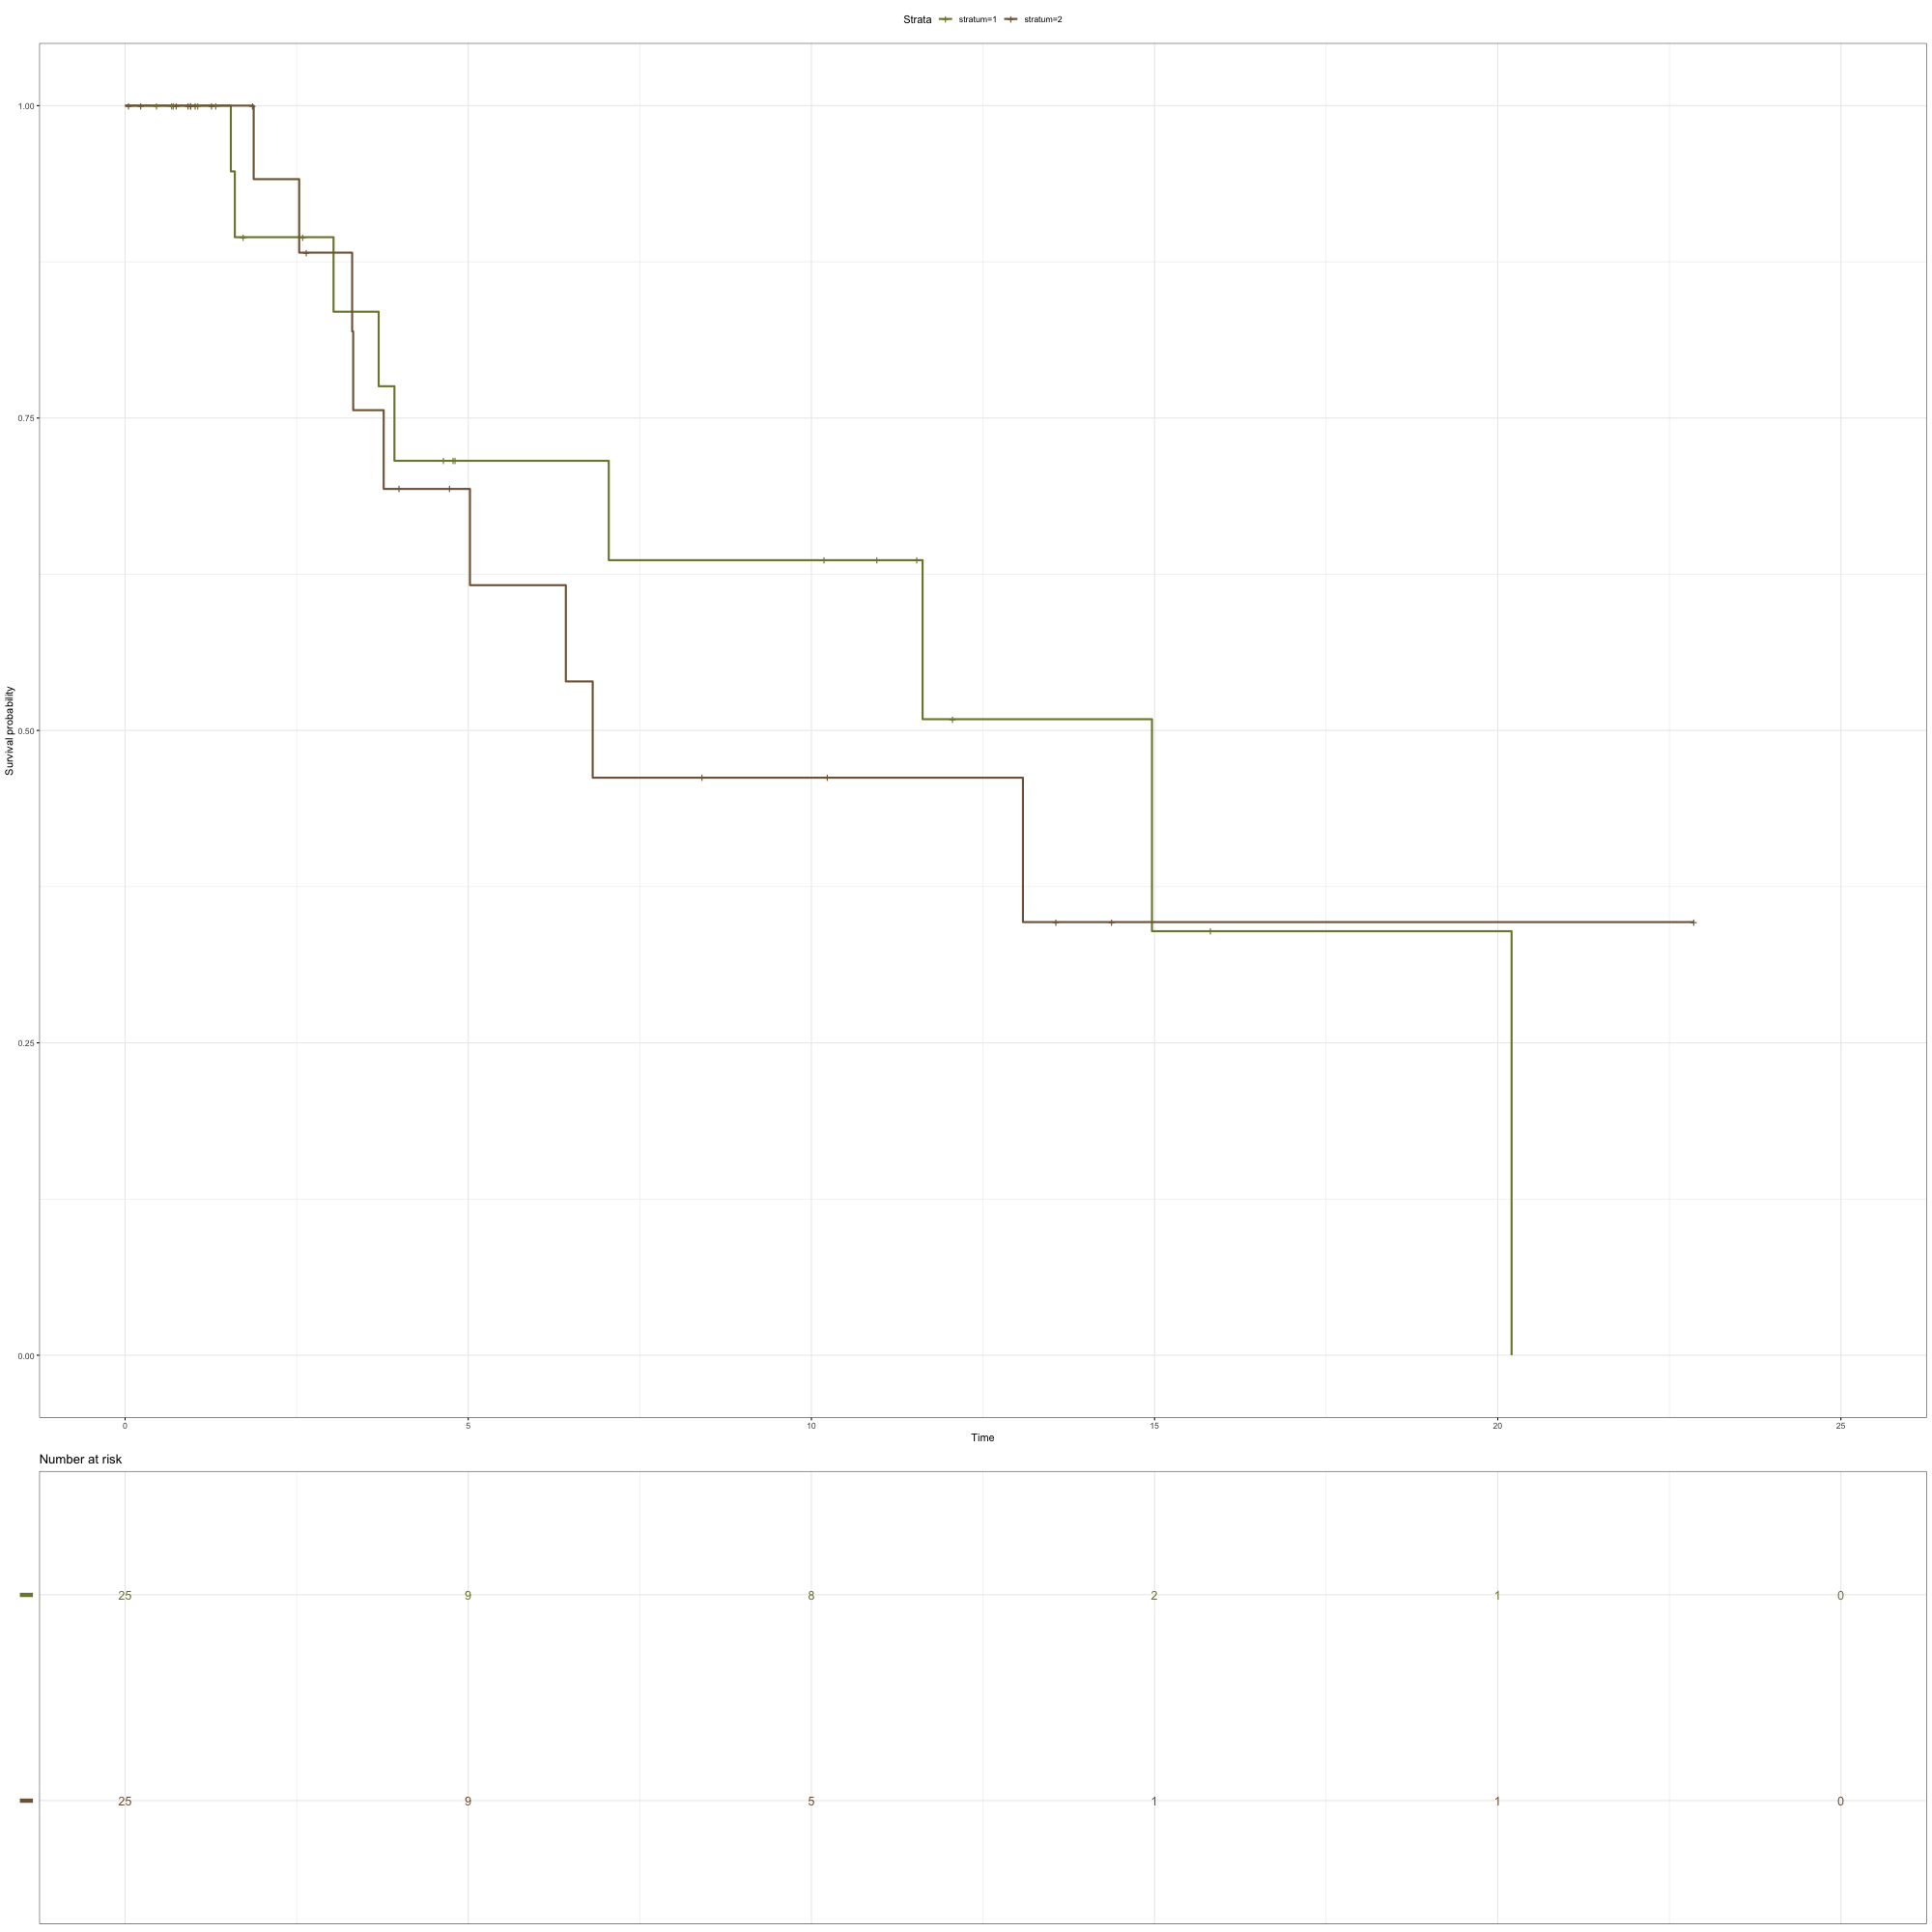 Strata stratum=1 stratum=2
1.00
0.75
0.50
0.25
0.00
Survival probability
0 5 10 15 20 25
Time
Number at risk
25 9 8 2 1 0
25 9 5 1 1 0